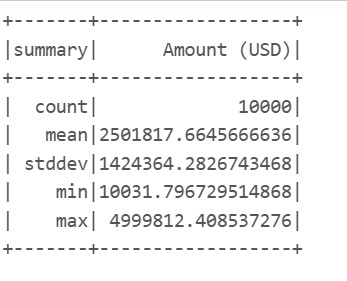 +-------+------------------+
|summary|      Amount (USD)|
+-------+------------------+
|  count|             10000|
|   mean|2501817.6645666636|
| stddev|1424364.2826743468|
|    min|10031.796729514868|
|    max| 4999812.408537276|
+-------+------------------+